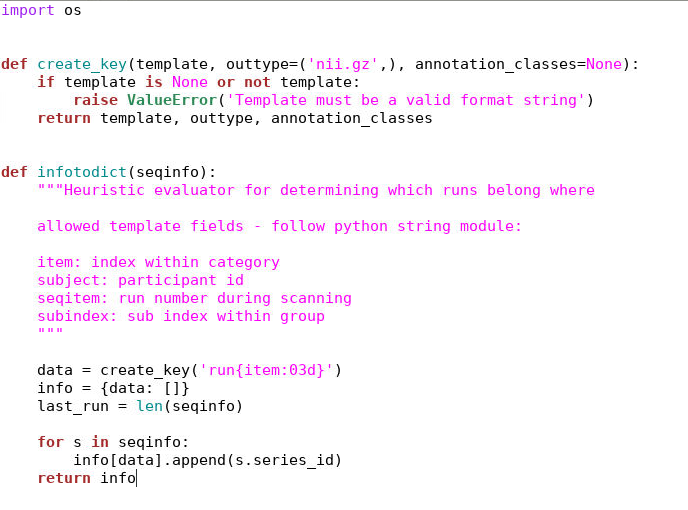 import os
def create_key(template, outtype=('nii.gz',), annotation_classes=None):
    if template is None or not template:
        raise ValueError('Template must be a valid format string')
    return template, outtype, annotation_classes
def infotodict(seqinfo):
    """Heuristic evaluator for determining which runs belong where
    allowed template fields - follow python string module:
    item: index within category
    subject: participant id
    seqitem: run number during scanning
    subindex: sub index within group
    """
    data = create_key('run{item:03d}')
    info = {data: []}
    last_run = len(seqinfo)
    for s in seqinfo:
        info[data].append(s.series_id)
    return info